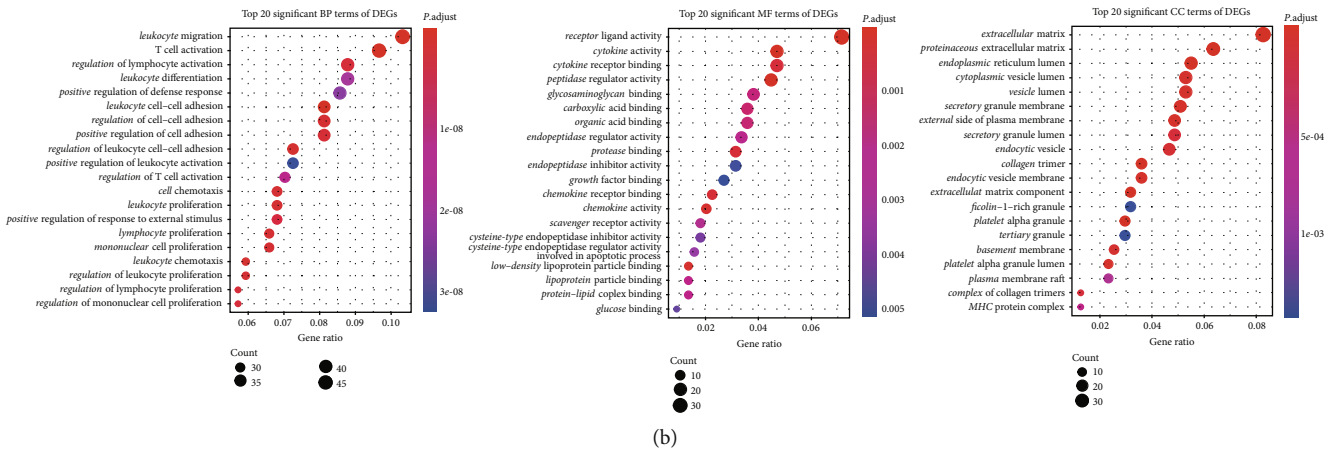 Top 20 significant BP terms of DEGs
P.adjust
leukocyte migration
T cell activation
regulation of lymphocyte activation
leukocyte differentiation
positive regulation of defense response
leukocyte cell–cell adhesion
regulation of cell–cell adhesion
positive regulation of cell adhesion
regulation of leukocyte cell–cell adhesion
positive regulation of leukocyte activation
regulation of T cell activation
cell chemotaxis
leukocyte proliferation
positive regulation of response to external stimulus
lymphocyte proliferation
mononuclear cell proliferation
leukocyte chemotaxis
regulation of leukocyte proliferation
regulation of lymphocyte proliferation
regulation of mononuclear cell proliferation
1e-08
2e-08
3e-08
0.06 0.07 0.08 0.09 0.10
Gene ratio
Count
30 40
35 45
Top 20 significant MF terms of DEGs
P.adjust
receptor ligand activity
cytokine activity
cytokine receptor binding
peptidase regulator activity
glycosaminoglycan binding
carboxylic acid binding
organic acid binding
endopeptidase regulator activity
protease binding
endopeptidase inhibitor activity
growth factor binding
chemokine receptor binding
chemokine activity
scavenger receptor activity
cysteine-type endopeptidase inhibitor activity
cysteine-type endopeptidase regulator activity
involved in apoptotic process
low–density lipoprotein particle binding
lipoprotein particle binding
protein–lipid coplex binding
glucose binding
0.001
0.002
0.003
0.004
0.005
0.02 0.04 0.06
Gene ratio
Count
10
20
30
Top 20 significant CC terms of DEGs
P.adjust
extracellular matrix
proteinaceous extracellular matrix
endoplasmic reticulum lumen
cytoplasmic vesicle lumen
vesicle lumen
secretory granule membrane
external side of plasma membrane
secretory granule lumen
endocytic vesicle
collagen trimer
endocytic vesicle membrane
extracellulat matrix component
ficolin–1–rich granule
platelet alpha granule
tertiary granule
basement membrane
platelet alpha granule lumen
plasma membrane raft
complex of collagen trimers
MHC protein complex
5e-04
1e-03
0.02 0.04 0.06 0.08
Gene ratio
Count
10
20
30
(b)